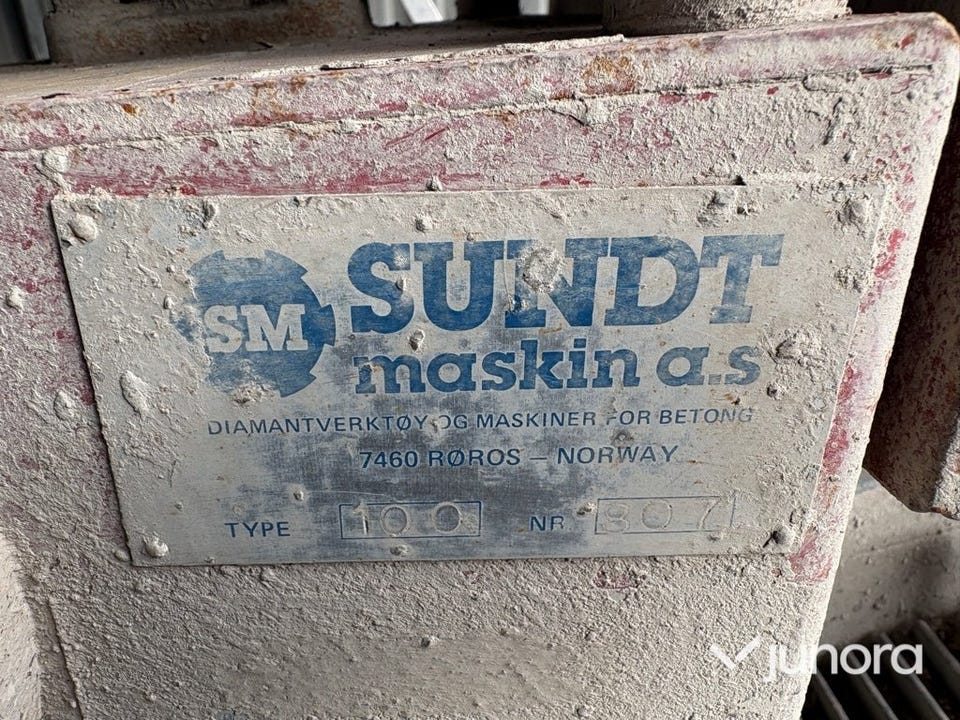 SM
SUNDT
maskin a.s
DIAMANTVERKTØY OG MASKINER FOR BETONG
7460 RØROS – NORWAY
TYPE 100 NR 807
junora